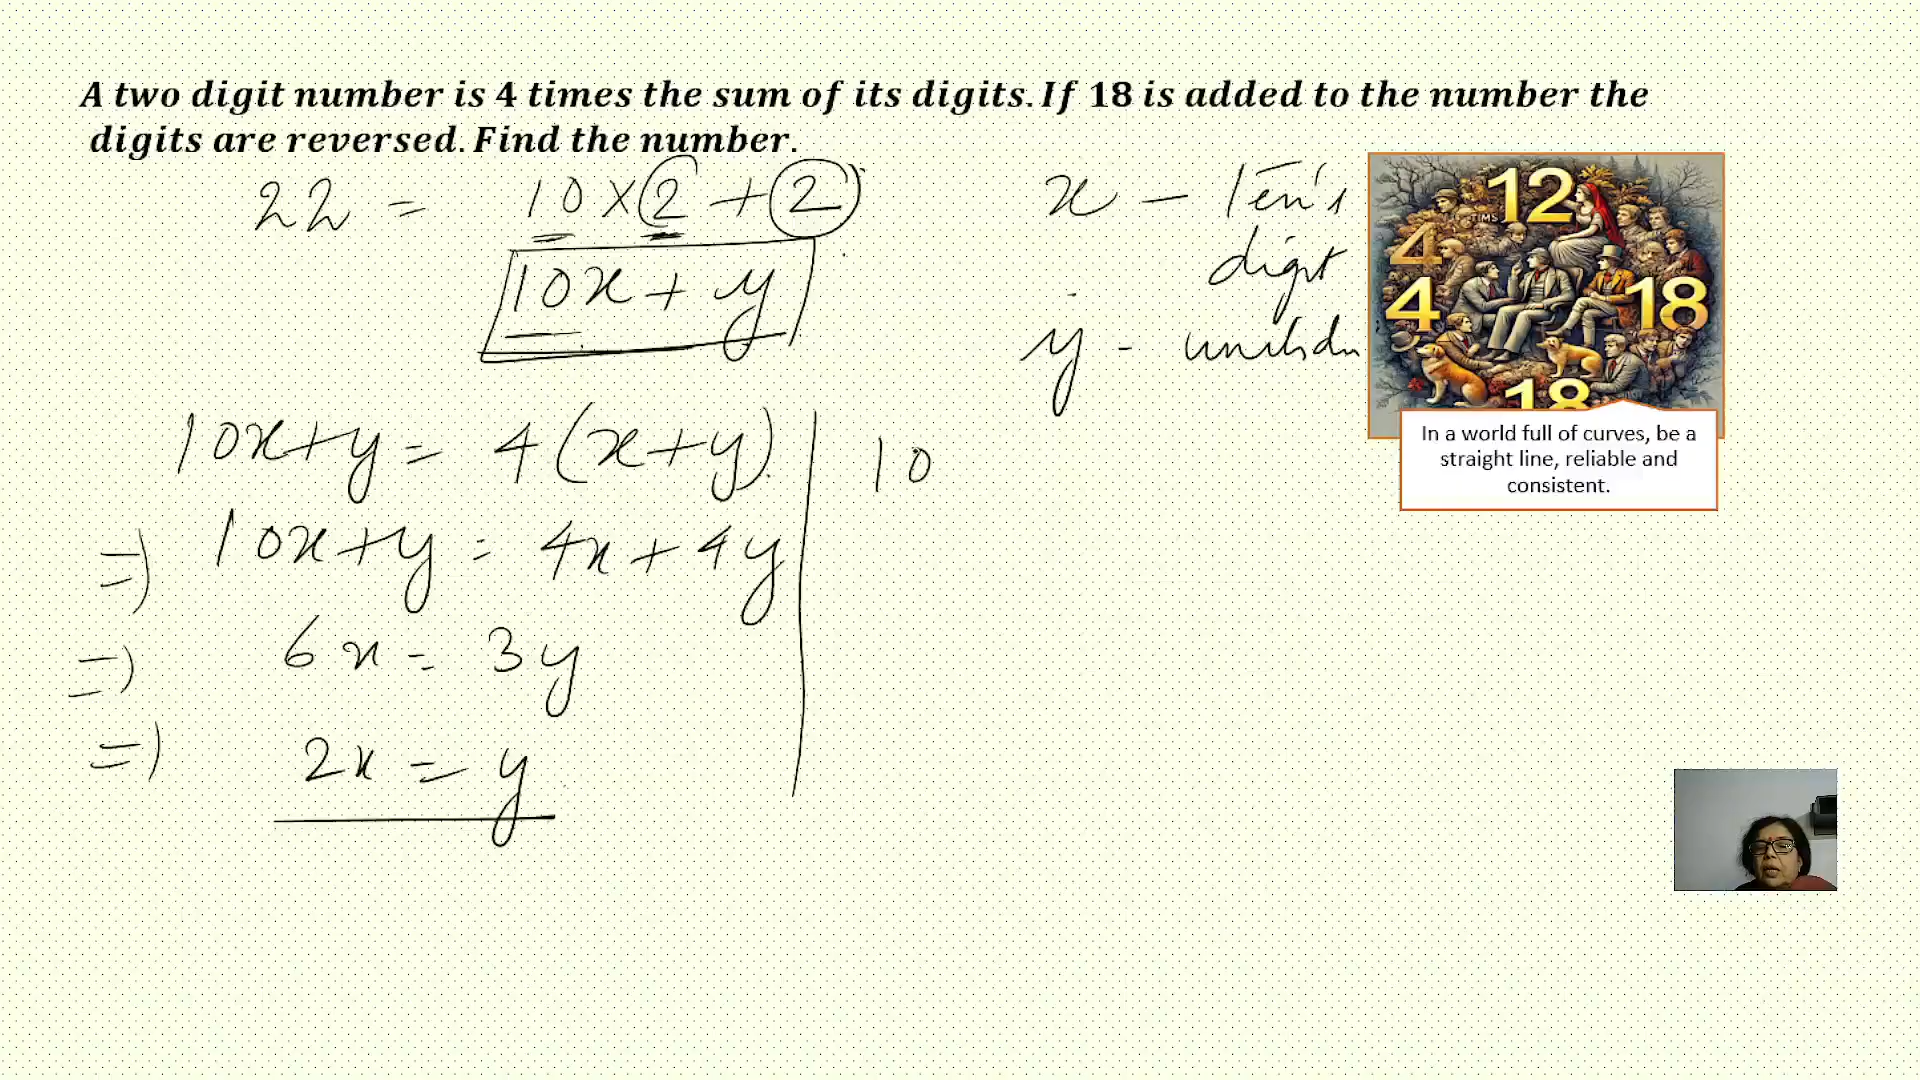 A two digit number is 4 times the sum of its digits. If 18 is added to the number the
digits are reversed. Find the number.
22 = 10 × 2 + 2
10x + y
x - Ten's
digit
y - units
10x + y = 4(x + y)
10
=) 10x + y = 4x + 4y
=) 6x = 3y
=) 2x = y
12
TIMS
4
4
18
18
In a world full of curves, be a
straight line, reliable and
consistent.